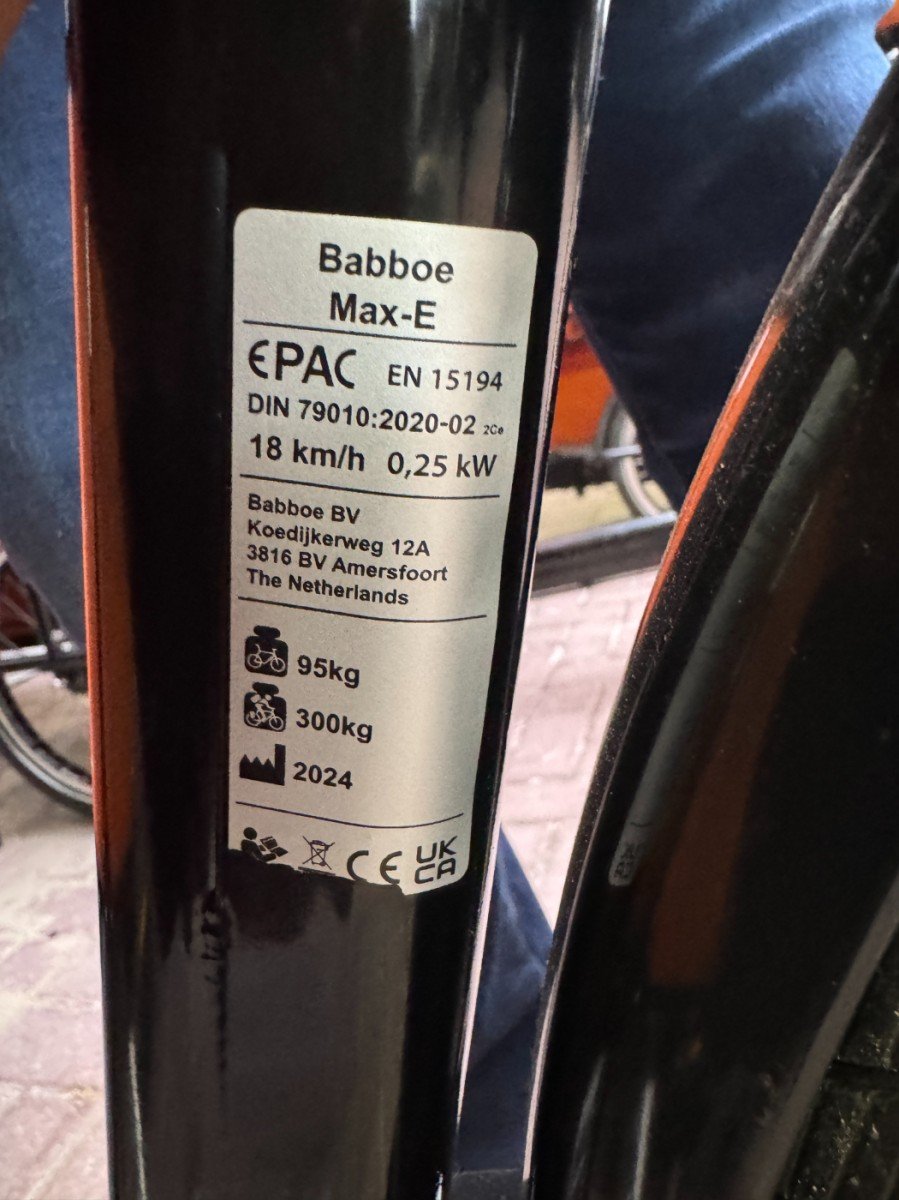 Babboe
Max-E
EPAC EN 15194
DIN 79010:2020-02
18 km/h 0,25 kW
Babboe BV
Koedijkerweg 12A
3816 BV Amersfoort
The Netherlands
95kg
300kg
2024
CE UK
CA